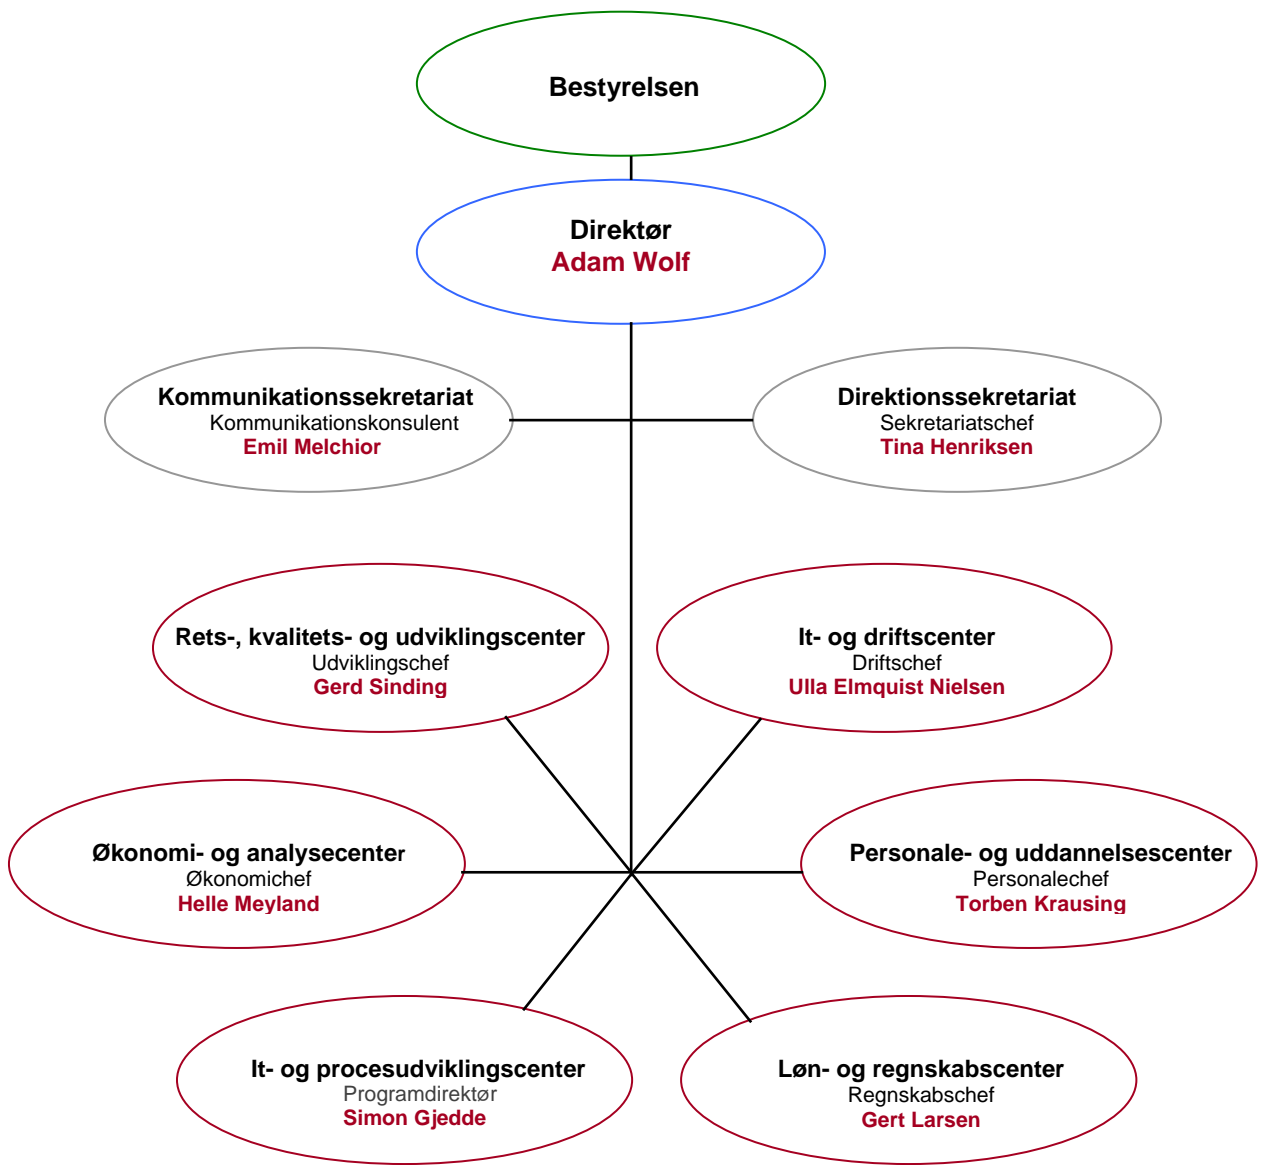 Bestyrelsen
Direktør
Adam Wolf
Kommunikationssekretariat
Kommunikationskonsulent
Emil Melchior
Direktionssekretariat
Sekretariatschef
Tina Henriksen
Rets-, kvalitets- og udviklingscenter
Udviklingschef
Gerd Sinding
It- og driftscenter
Driftschef
Ulla Elmquist Nielsen
Økonomi- og analysecenter
Økonomichef
Helle Meyland
Personale- og uddannelsescenter
Personalechef
Torben Krausing
It- og procesudviklingscenter
Programdirektør
Simon Gjedde
Løn- og regnskabscenter
Regnskabschef
Gert Larsen